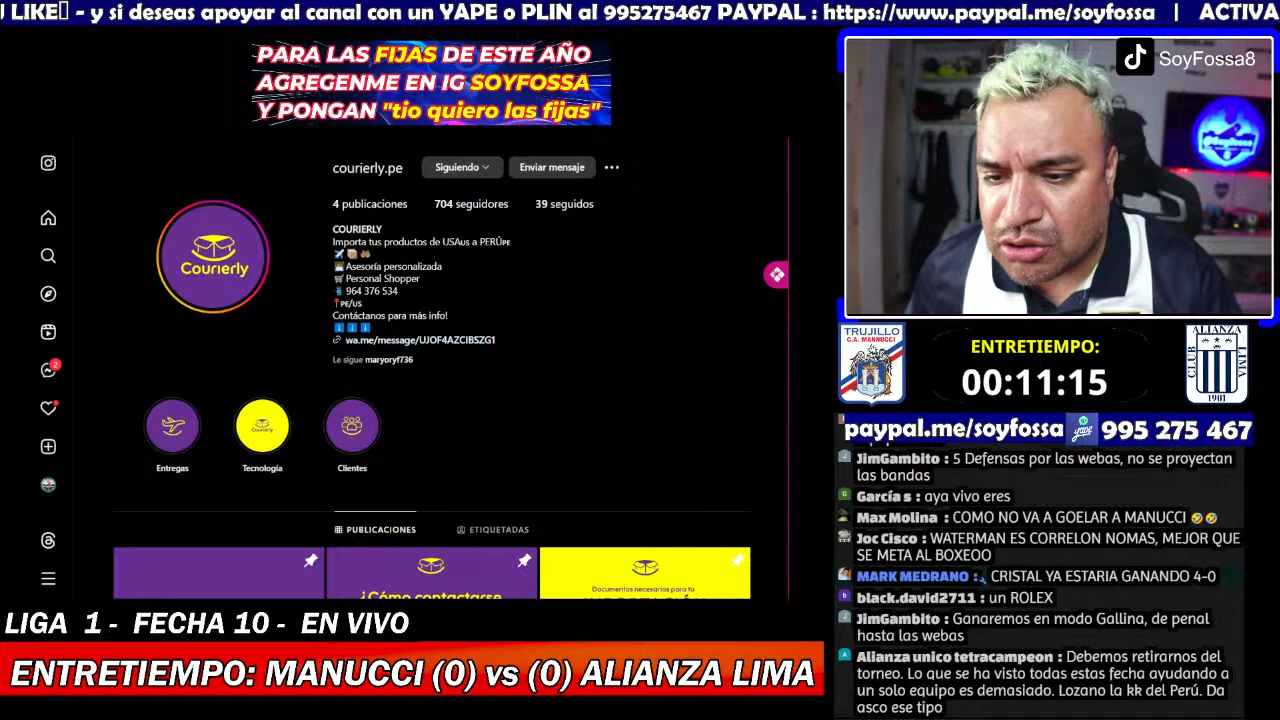 LIKE - y si deseas apoyar al canal con un YAPE o PLIN al 995275467 PAYPAL : https://www.paypal.me/soyfossa | ACTIVA
PARA LAS FIJAS DE ESTE AÑO
AGREGENME EN IG SOYFOSSA
Y PONGAN "tio quiero las fijas"
SoyFossa8
courierly.pe Siguiendo Enviar mensaje
4 publicaciones 704 seguidores 39 seguidos
COURIERLY
Importa tus productos de USAus a PERÚPE
Asesoría personalizada
Personal Shopper
964 376 534
PE/US
Contáctanos para más info!
wa.me/message/UJOF4AZCIBSZG1
Le sigue maryoryf736
Courierly
2
Entregas Tecnología Clientes
PUBLICACIONES ETIQUETADAS
¿Cómo contactarse
Documentos necesarios para tu
TRUJILLO
C.A. MANNUCCI
ENTRETIEMPO:
00:11:15
CLUB ALIANZA LIMA
1901
paypal.me/soyfossa yape 995 275 467
JimGambito : 5 Defensas por las webas, no se proyectan
las bandas
García s : aya vivo eres
Max Molina : COMO NO VA A GOELAR A MANUCCI 🤣🤣
Joc Cisco : WATERMAN ES CORRELON NOMAS, MEJOR QUE
SE META AL BOXEOO
MARK MEDRANO : CRISTAL YA ESTARIA GANANDO 4-0
black.david2711 : un ROLEX
JimGambito : Ganaremos en modo Gallina, de penal
hasta las webas
Alianza unico tetracampeon : Debemos retirarnos del
torneo. Lo que se ha visto todas estas fecha ayudando a
un solo equipo es demasiado. Lozano la kk del Perú. Da
asco ese tipo
LIGA 1 - FECHA 10 - EN VIVO
ENTRETIEMPO: MANUCCI (0) vs (0) ALIANZA LIMA